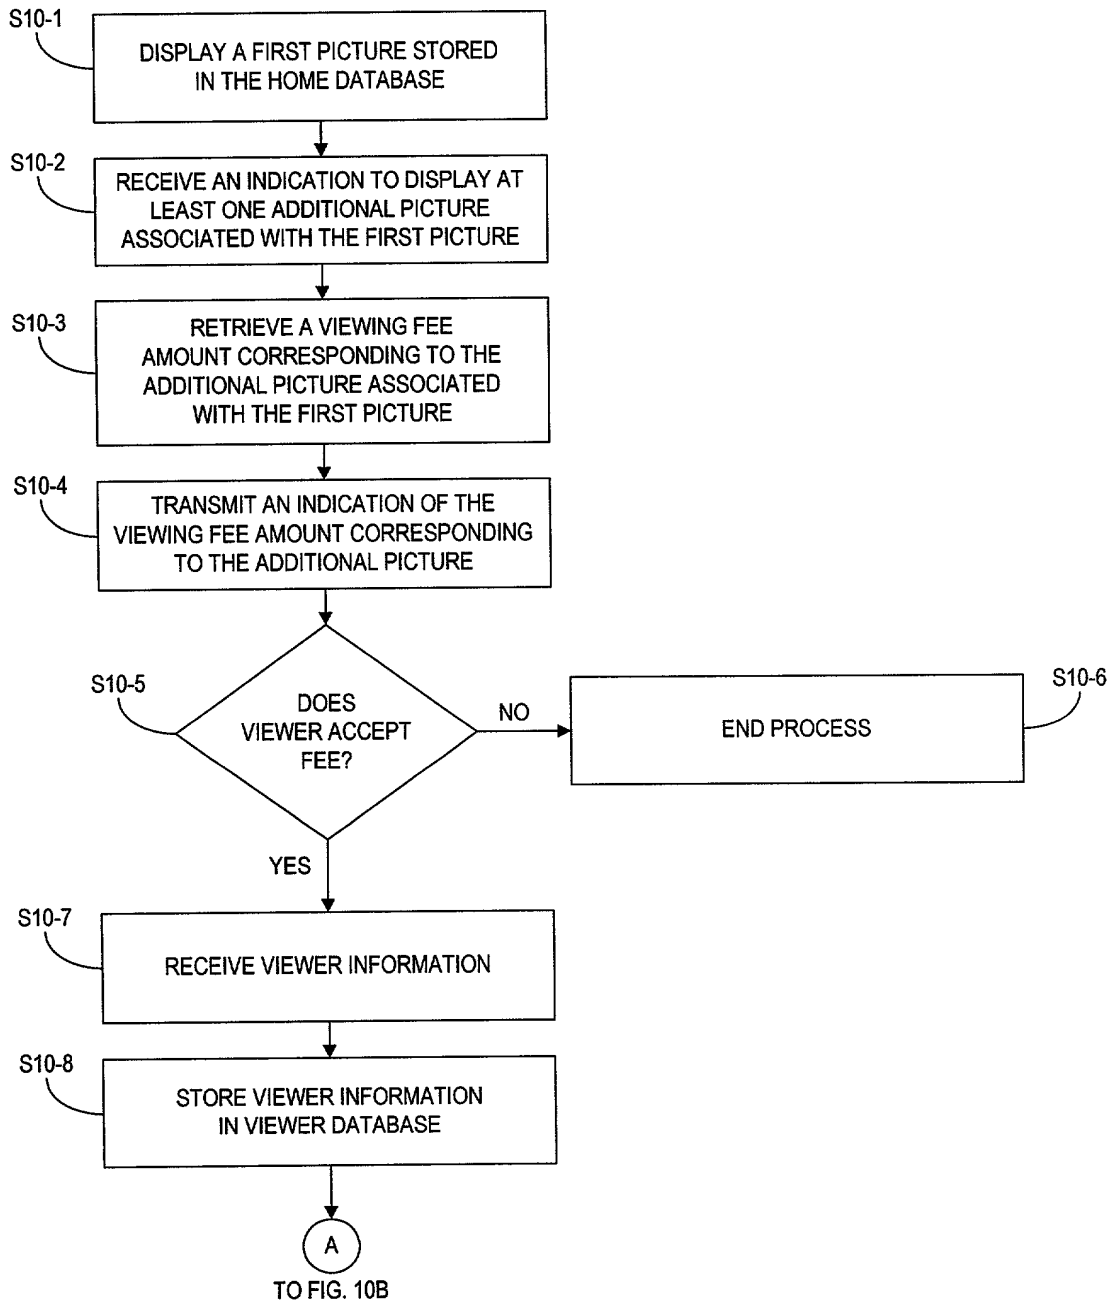 S10-1
DISPLAY A FIRST PICTURE STORED
IN THE HOME DATABASE
S10-2
RECEIVE AN INDICATION TO DISPLAY AT
LEAST ONE ADDITIONAL PICTURE
ASSOCIATED WITH THE FIRST PICTURE
S10-3
RETRIEVE A VIEWING FEE
AMOUNT CORRESPONDING TO THE
ADDITIONAL PICTURE ASSOCIATED
WITH THE FIRST PICTURE
S10-4
TRANSMIT AN INDICATION OF THE
VIEWING FEE AMOUNT CORRESPONDING
TO THE ADDITIONAL PICTURE
S10-5
DOES
VIEWER ACCEPT
FEE?
NO
S10-6
END PROCESS
YES
S10-7
RECEIVE VIEWER INFORMATION
S10-8
STORE VIEWER INFORMATION
IN VIEWER DATABASE
A
TO FIG. 10B